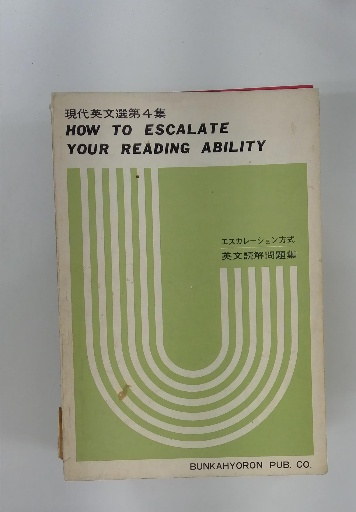 現代英文選第4集
HOW TO ESCALATE
YOUR READING ABILITY
エスカレーション方式
英文読解問題集
BUNKAHYORON PUB. CO.